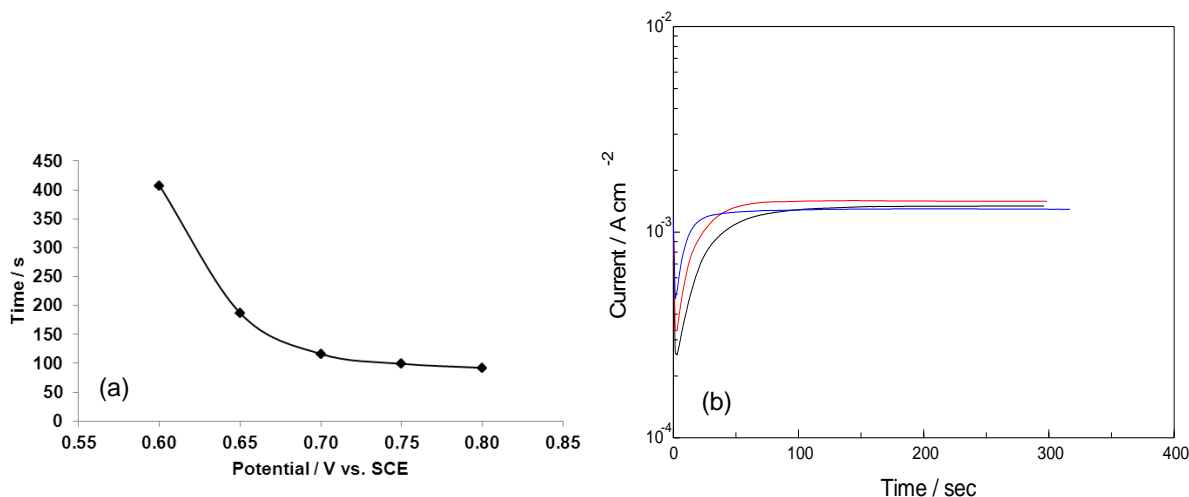 450
400
350
300
250
200
150
100
50
0
Time / s
(a)
0.55 0.60 0.65 0.70 0.75 0.80 0.85
Potential / V vs. SCE
10-2
10-3
10-4
Current / A cm-2
(b)
0 100 200 300 400
Time / sec